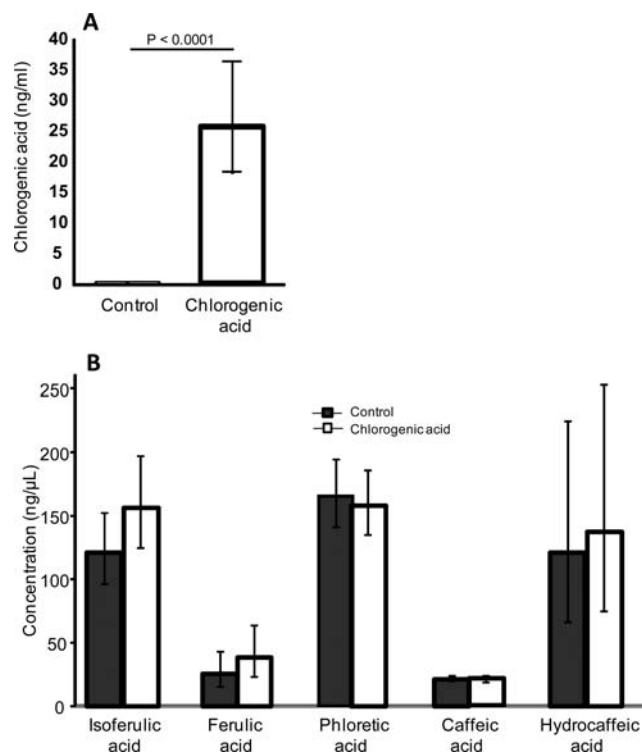 A
P < 0.0001
Chlorogenic acid (ng/ml)
40
35
30
25
20
15
10
5
0
Control
Chlorogenic
acid
B
Concentration (ng/µL)
250
200
150
100
50
0
Control
Chlorogenic acid
Isoferulic
acid
Ferulic
acid
Phloretic
acid
Caffeic
acid
Hydrocaffeic
acid